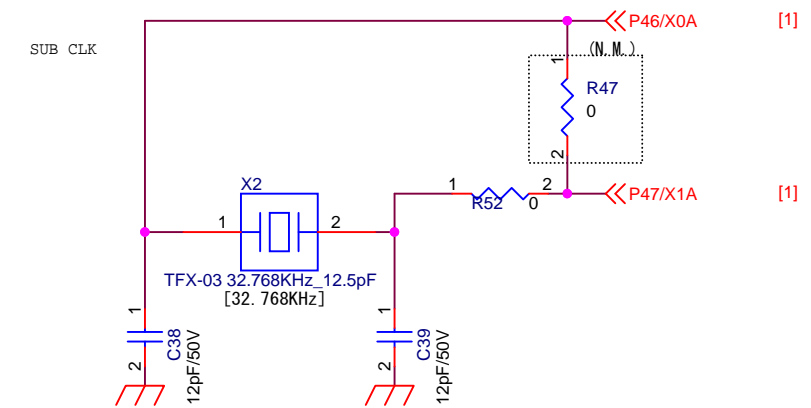 P46/X0A [1]
SUB CLK
(N.M.)
1
R47
0
2
X2
1 2
P47/X1A [1]
1 2
R52 0
TFX-03 32.768KHz_12.5pF
[32.768KHz]
1
C38
12pF/50V
2
1
C39
12pF/50V
2